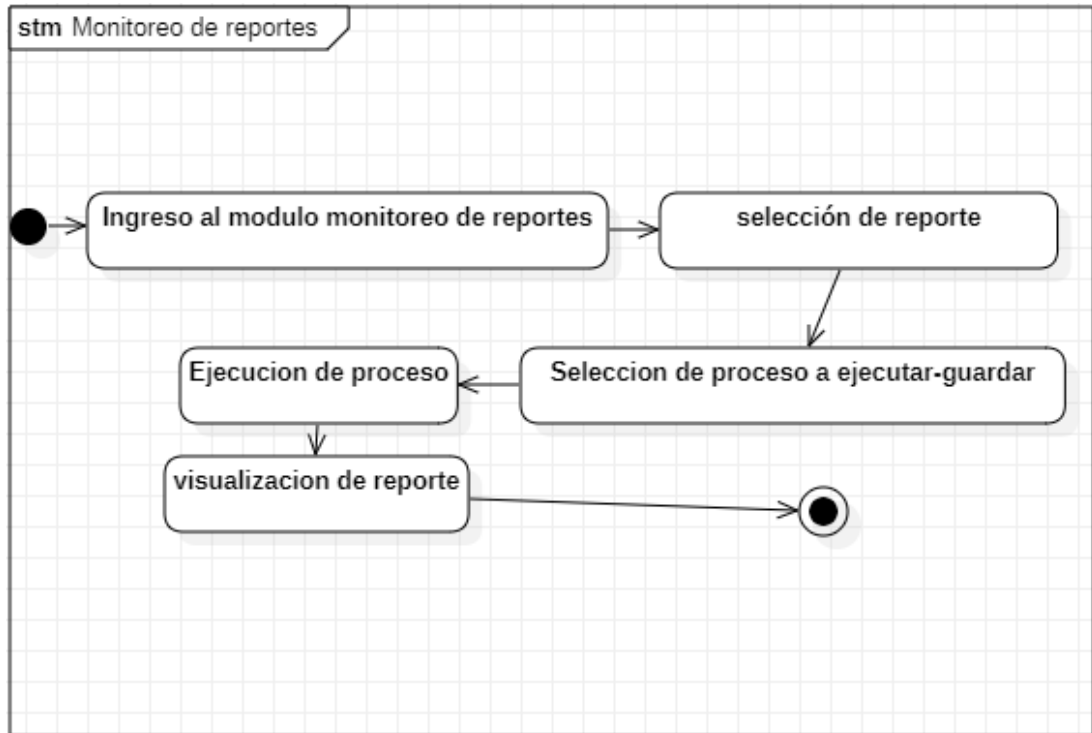 stm Monitoreo de reportes
Ingreso al modulo monitoreo de reportes
selección de reporte
Seleccion de proceso a ejecutar-guardar
Ejecucion de proceso
visualizacion de reporte